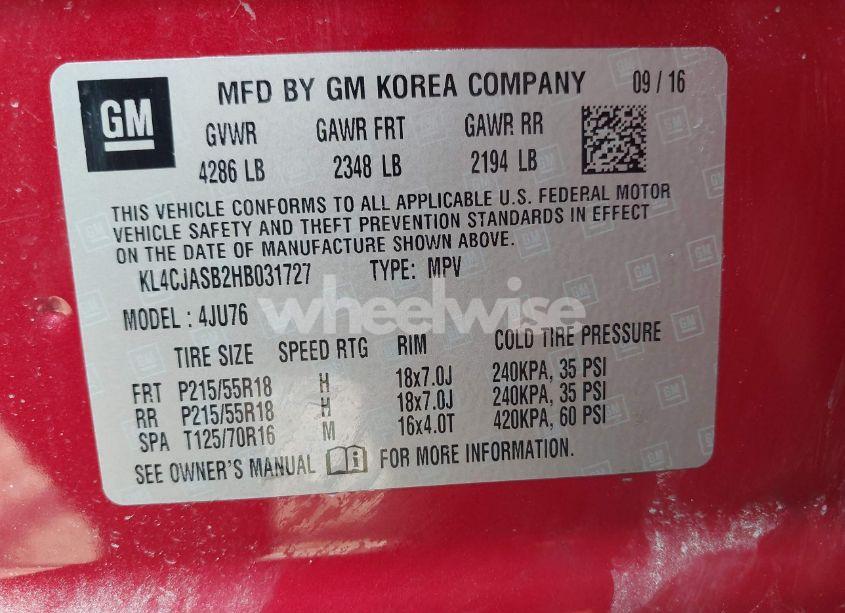 GM
MFD BY GM KOREA COMPANY 09 / 16
GVWR GAWR FRT GAWR RR
4286 LB 2348 LB 2194 LB
THIS VEHICLE CONFORMS TO ALL APPLICABLE U.S. FEDERAL MOTOR
VEHICLE SAFETY AND THEFT PREVENTION STANDARDS IN EFFECT
ON THE DATE OF MANUFACTURE SHOWN ABOVE.
KL4CJASB2HB031727 TYPE: MPV
wheelwise
MODEL : 4JU76
TIRE SIZE SPEED RTG RIM COLD TIRE PRESSURE
FRT P215/55R18 H 18x7.0J 240KPA, 35 PSI
RR P215/55R18 H 18x7.0J 240KPA, 35 PSI
SPA T125/70R16 M 16x4.0T 420KPA, 60 PSI
SEE OWNER'S MANUAL FOR MORE INFORMATION.